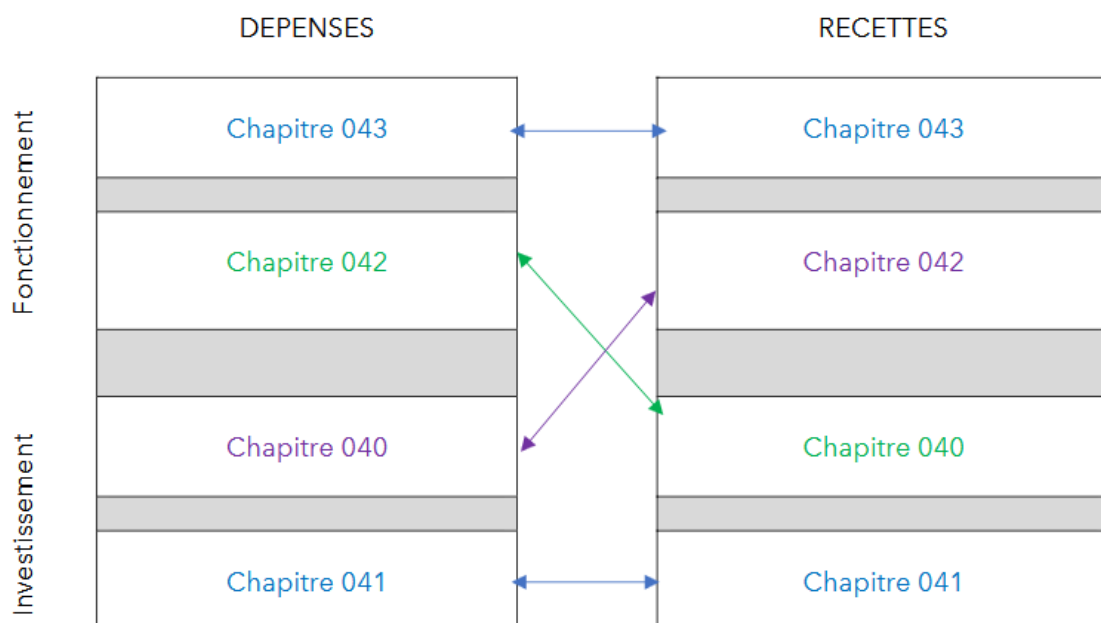 DEPENSES
RECETTES
Fonctionnement
Chapitre 043
Chapitre 043
Chapitre 042
Chapitre 042
Investissement
Chapitre 040
Chapitre 040
Chapitre 041
Chapitre 041